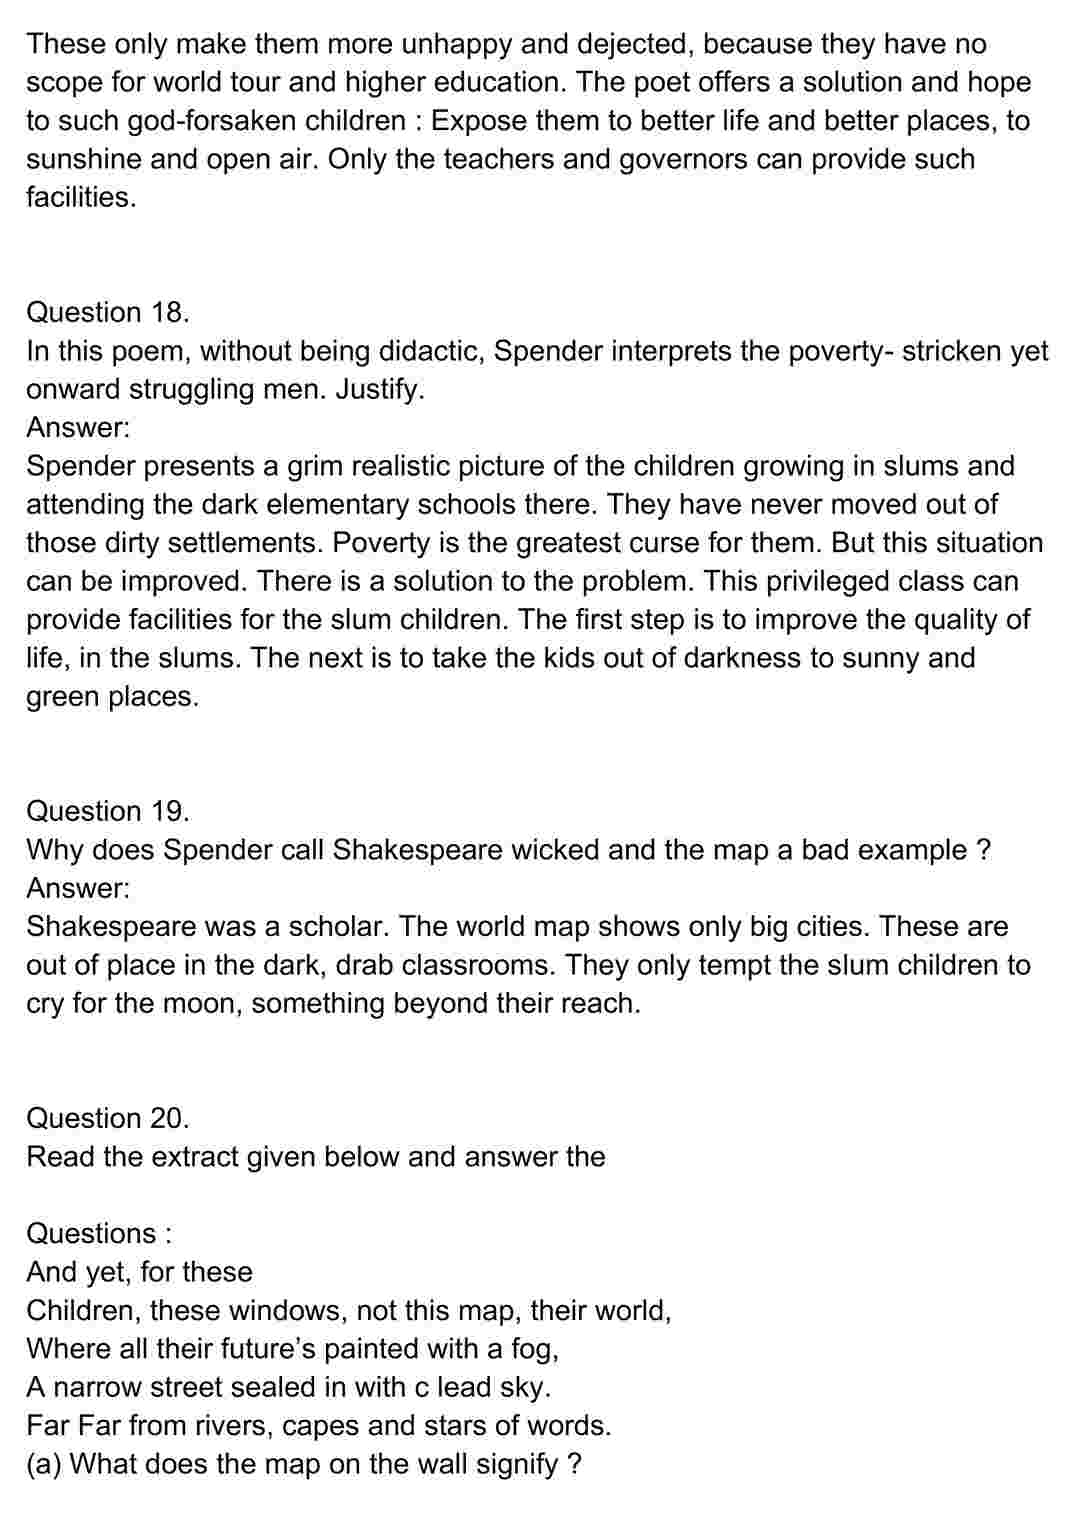 These only make them more unhappy and dejected, because they have no
scope for world tour and higher education. The poet offers a solution and hope
to such god-forsaken children : Expose them to better life and better places, to
sunshine and open air. Only the teachers and governors can provide such
facilities.
Question 18.
In this poem, without being didactic, Spender interprets the poverty- stricken yet
onward struggling men. Justify.
Answer:
Spender presents a grim realistic picture of the children growing in slums and
attending the dark elementary schools there. They have never moved out of
those dirty settlements. Poverty is the greatest curse for them. But this situation
can be improved. There is a solution to the problem. This privileged class can
provide facilities for the slum children. The first step is to improve the quality of
life, in the slums. The next is to take the kids out of darkness to sunny and
green places.
Question 19.
Why does Spender call Shakespeare wicked and the map a bad example ?
Answer:
Shakespeare was a scholar. The world map shows only big cities. These are
out of place in the dark, drab classrooms. They only tempt the slum children to
cry for the moon, something beyond their reach.
Question 20.
Read the extract given below and answer the
Questions :
And yet, for these
Children, these windows, not this map, their world,
Where all their future’s painted with a fog,
A narrow street sealed in with c lead sky.
Far Far from rivers, capes and stars of words.
(a) What does the map on the wall signify ?